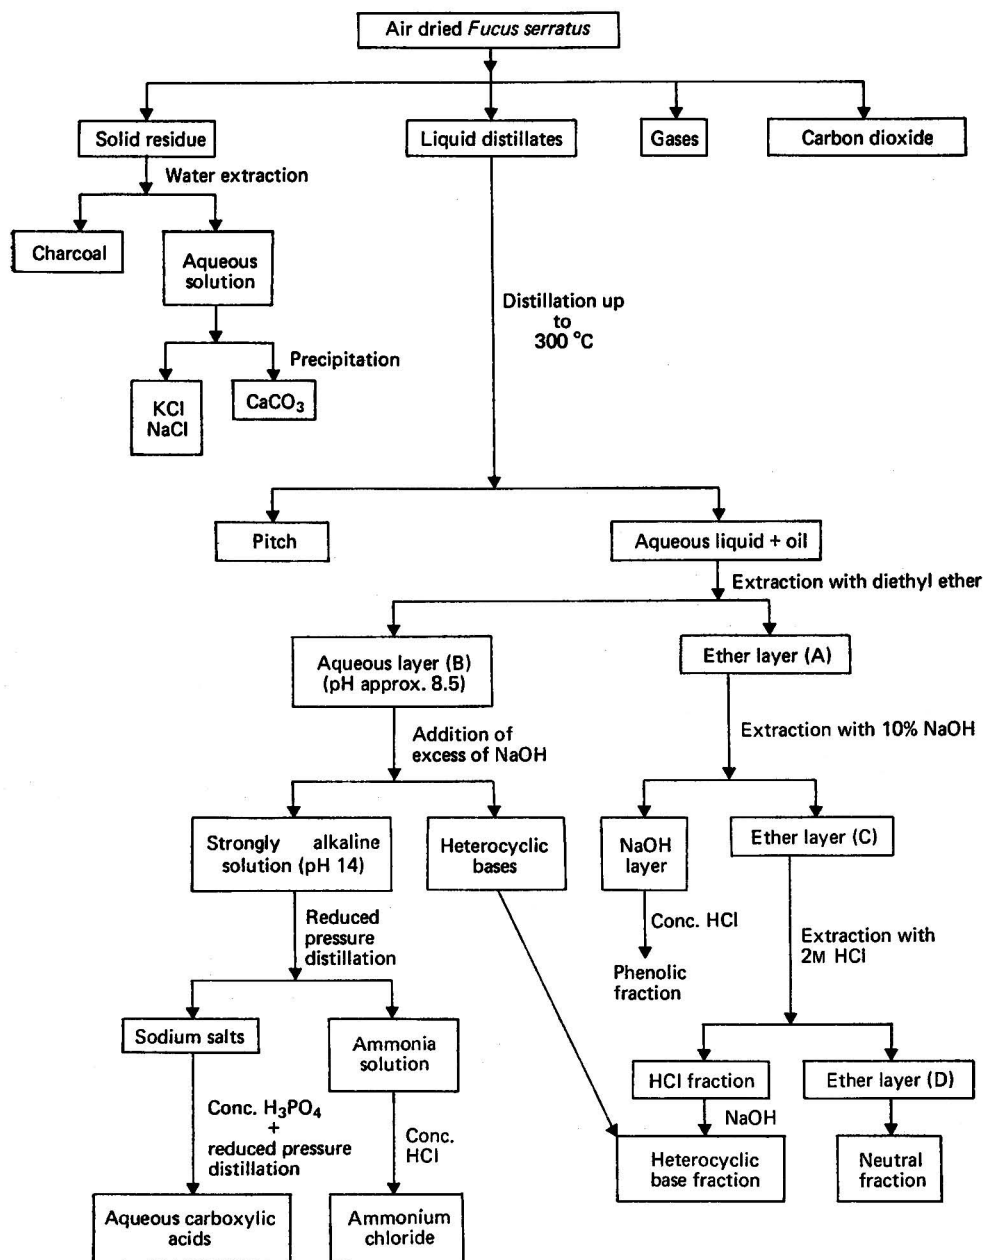 Air dried Fucus serratus
Solid residue
Liquid distillates
Gases
Carbon dioxide
Water extraction
Charcoal
Aqueous
solution
Distillation up
to
300 °C
Precipitation
KCl
NaCl
CaCO₃
Pitch
Aqueous liquid + oil
Extraction with diethyl ether
Aqueous layer (B)
(pH approx. 8.5)
Ether layer (A)
Addition of
excess of NaOH
Extraction with 10% NaOH
Strongly alkaline
solution (pH 14)
Heterocyclic
bases
NaOH
layer
Ether layer (C)
Reduced
pressure
distillation
Conc. HCl
Phenolic
fraction
Extraction with
2M HCl
Sodium salts
Ammonia
solution
HCl fraction
Ether layer (D)
Conc. H₃PO₄
+
reduced pressure
distillation
Conc.
HCl
NaOH
Heterocyclic
base fraction
Neutral
fraction
Aqueous carboxylic
acids
Ammonium
chloride